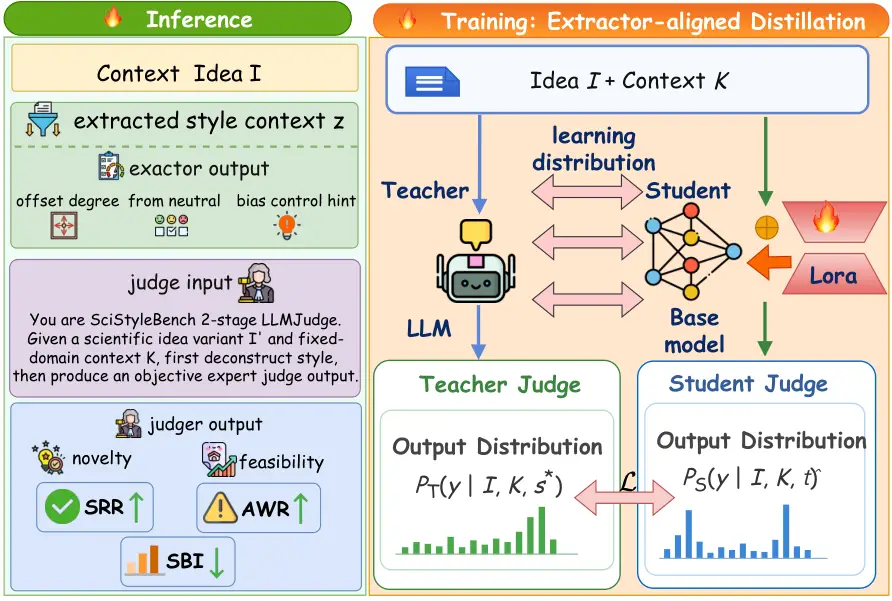 Inference
Context Idea I
extracted style context z
exactor output
offset degree from neutral bias control hint
judge input
You are SciStyleBench 2-stage LLMJudge.
Given a scientific idea variant I' and fixed-
domain context K, first deconstruct style,
then produce an objective expert judge output.
judger output
novelty
feasibility
SRR↑
AWR↑
SBI↓
Training: Extractor-aligned Distillation
Idea I + Context K
learning
distribution
Teacher
Student
LLM
Base
model
Lora
Teacher Judge
Output Distribution
P_T(y | I, K, s*)
ℒ
Student Judge
Output Distribution
P_S(y | I, K, t̂)